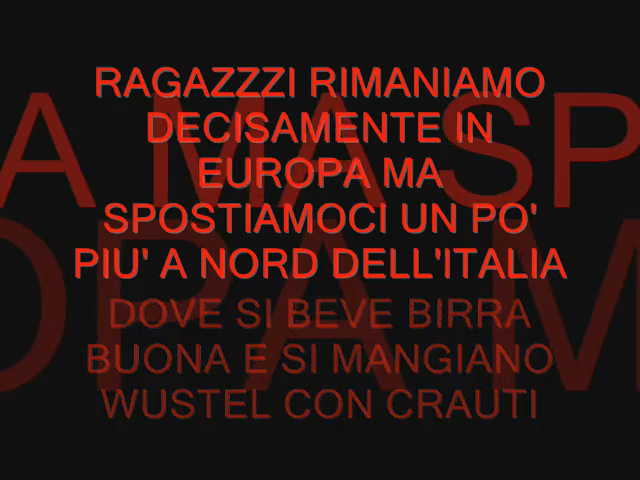 RAGAZZZI RIMANIAMO
DECISAMENTE IN
EUROPA MA
SPOSTIAMOCI UN PO'
PIU' A NORD DELL'ITALIA
DOVE SI BEVE BIRRA
BUONA E SI MANGIANO
WUSTEL CON CRAUTI